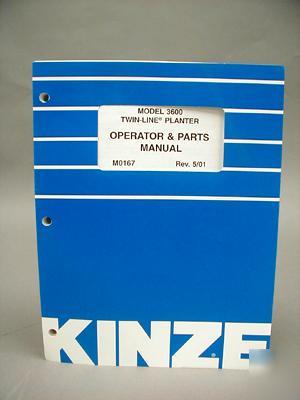 MODEL 3600
TWIN-LINE® PLANTER
OPERATOR & PARTS
MANUAL
M0167 Rev. 5/01
KINZE®